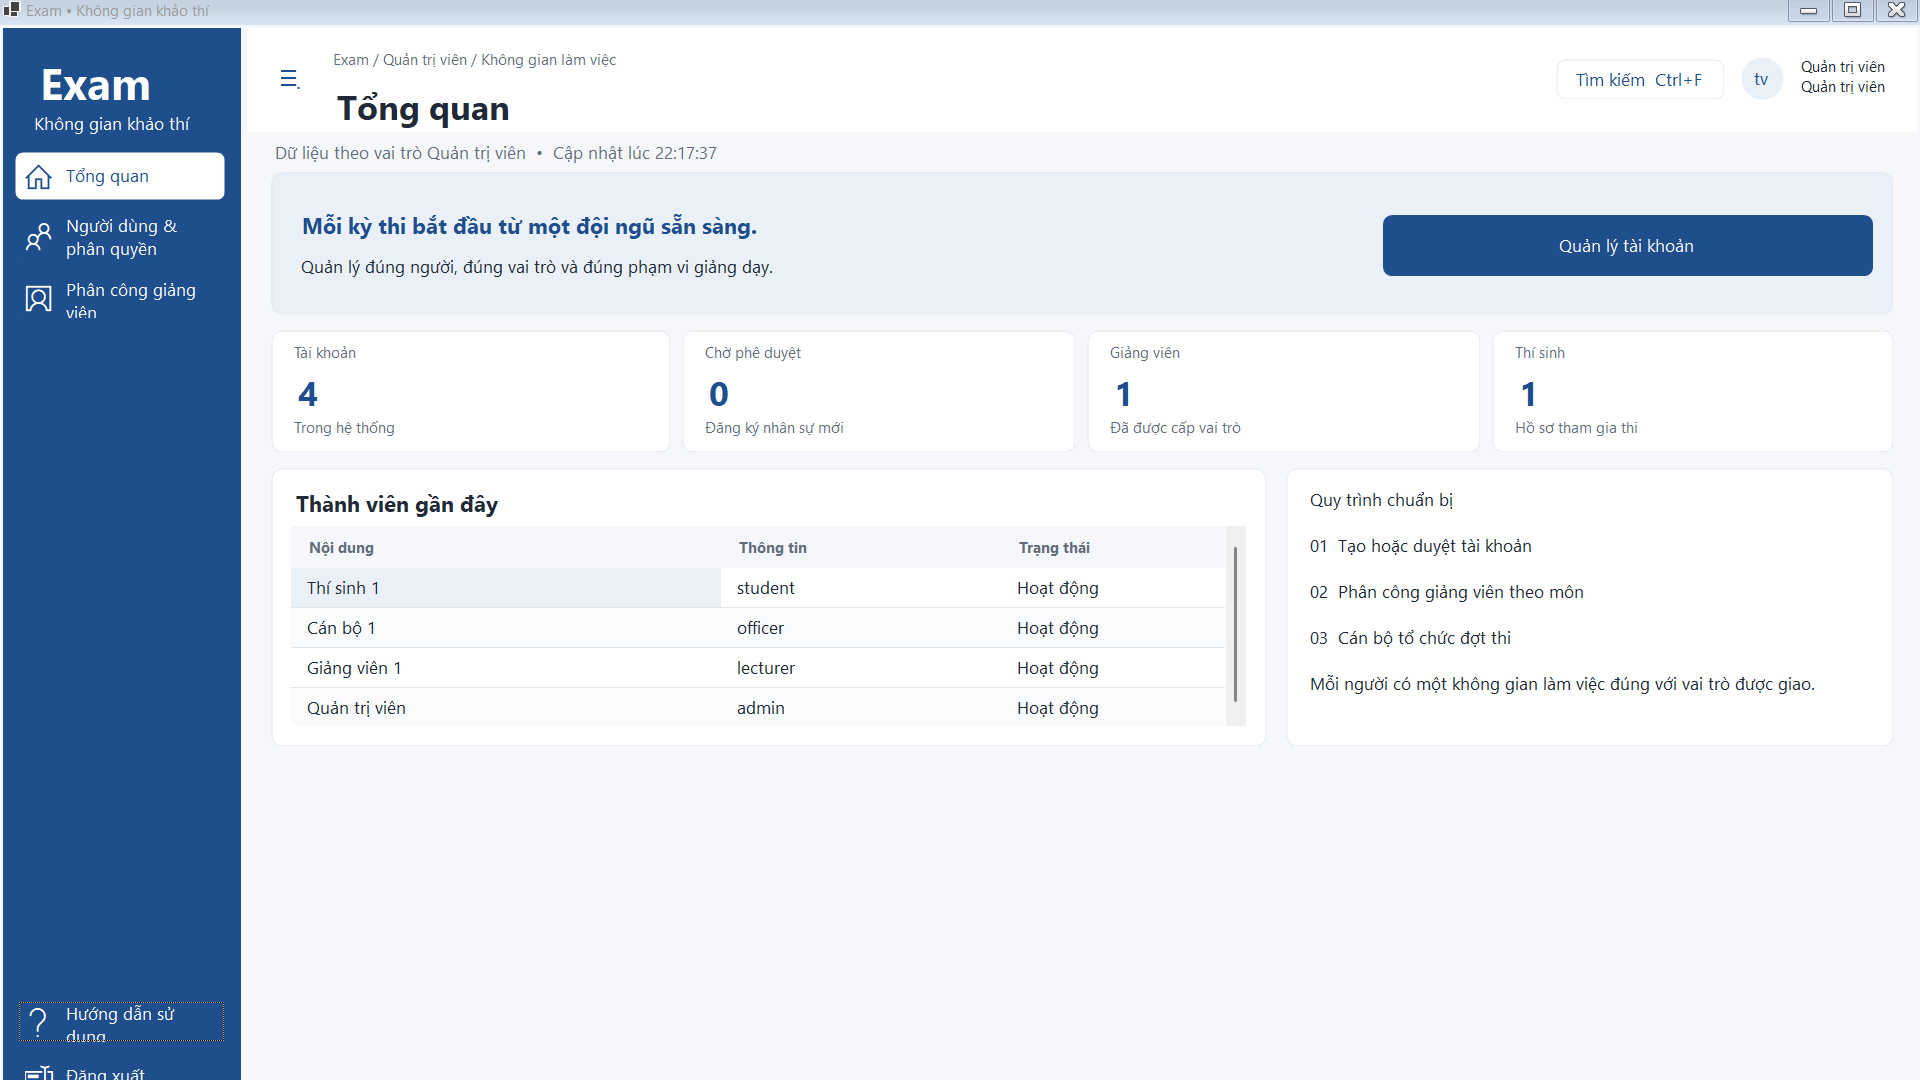 Exam • Không gian khảo thí
Exam
Không gian khảo thí
Tổng quan
Người dùng &
phân quyền
Phân công giảng
viên
Hướng dẫn sử
dụng
Đăng xuất
Exam / Quản trị viên / Không gian làm việc
Tổng quan
Tìm kiếm Ctrl+F
tv
Quản trị viên
Quản trị viên
Dữ liệu theo vai trò Quản trị viên • Cập nhật lúc 22:17:37
Mỗi kỳ thi bắt đầu từ một đội ngũ sẵn sàng.
Quản lý đúng người, đúng vai trò và đúng phạm vi giảng dạy.
Quản lý tài khoản
Tài khoản
4
Trong hệ thống
Chờ phê duyệt
0
Đăng ký nhân sự mới
Giảng viên
1
Đã được cấp vai trò
Thí sinh
1
Hồ sơ tham gia thi
Thành viên gần đây
Nội dung Thông tin Trạng thái
Thí sinh 1 student Hoạt động
Cán bộ 1 officer Hoạt động
Giảng viên 1 lecturer Hoạt động
Quản trị viên admin Hoạt động
Quy trình chuẩn bị
01 Tạo hoặc duyệt tài khoản
02 Phân công giảng viên theo môn
03 Cán bộ tổ chức đợt thi
Mỗi người có một không gian làm việc đúng với vai trò được giao.